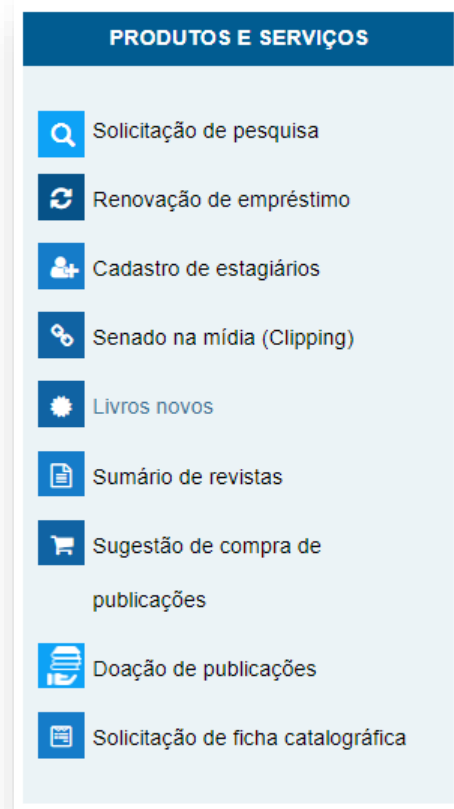 PRODUTOS E SERVIÇOS
Solicitação de pesquisa
Renovação de empréstimo
Cadastro de estagiários
Senado na mídia (Clipping)
Livros novos
Sumário de revistas
Sugestão de compra de
publicações
Doação de publicações
Solicitação de ficha catalográfica